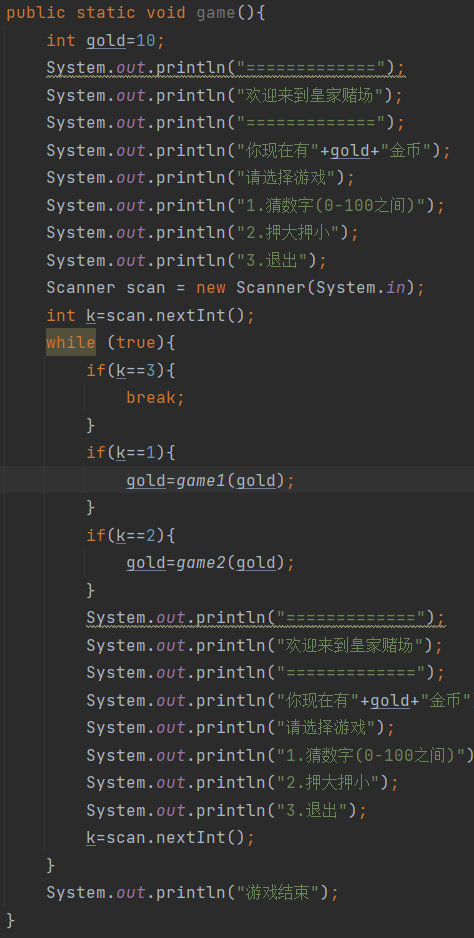 public static void game(){
int gold=10;
System.out.println("=============");
System.out.println("欢迎来到皇家赌场");
System.out.println("=============");
System.out.println("你现在有"+gold+"金币");
System.out.println("请选择游戏");
System.out.println("1.猜数字(0-100之间)");
System.out.println("2.押大押小");
System.out.println("3.退出");
Scanner scan = new Scanner(System.in);
int k=scan.nextInt();
while (true){
if(k==3){
break;
}
if(k==1){
gold=game1(gold);
}
if(k==2){
gold=game2(gold);
}
System.out.println("=============");
System.out.println("欢迎来到皇家赌场");
System.out.println("=============");
System.out.println("你现在有"+gold+"金币"
System.out.println("请选择游戏");
System.out.println("1.猜数字(0-100之间)")
System.out.println("2.押大押小");
System.out.println("3.退出");
k=scan.nextInt();
}
System.out.println("游戏结束");
}